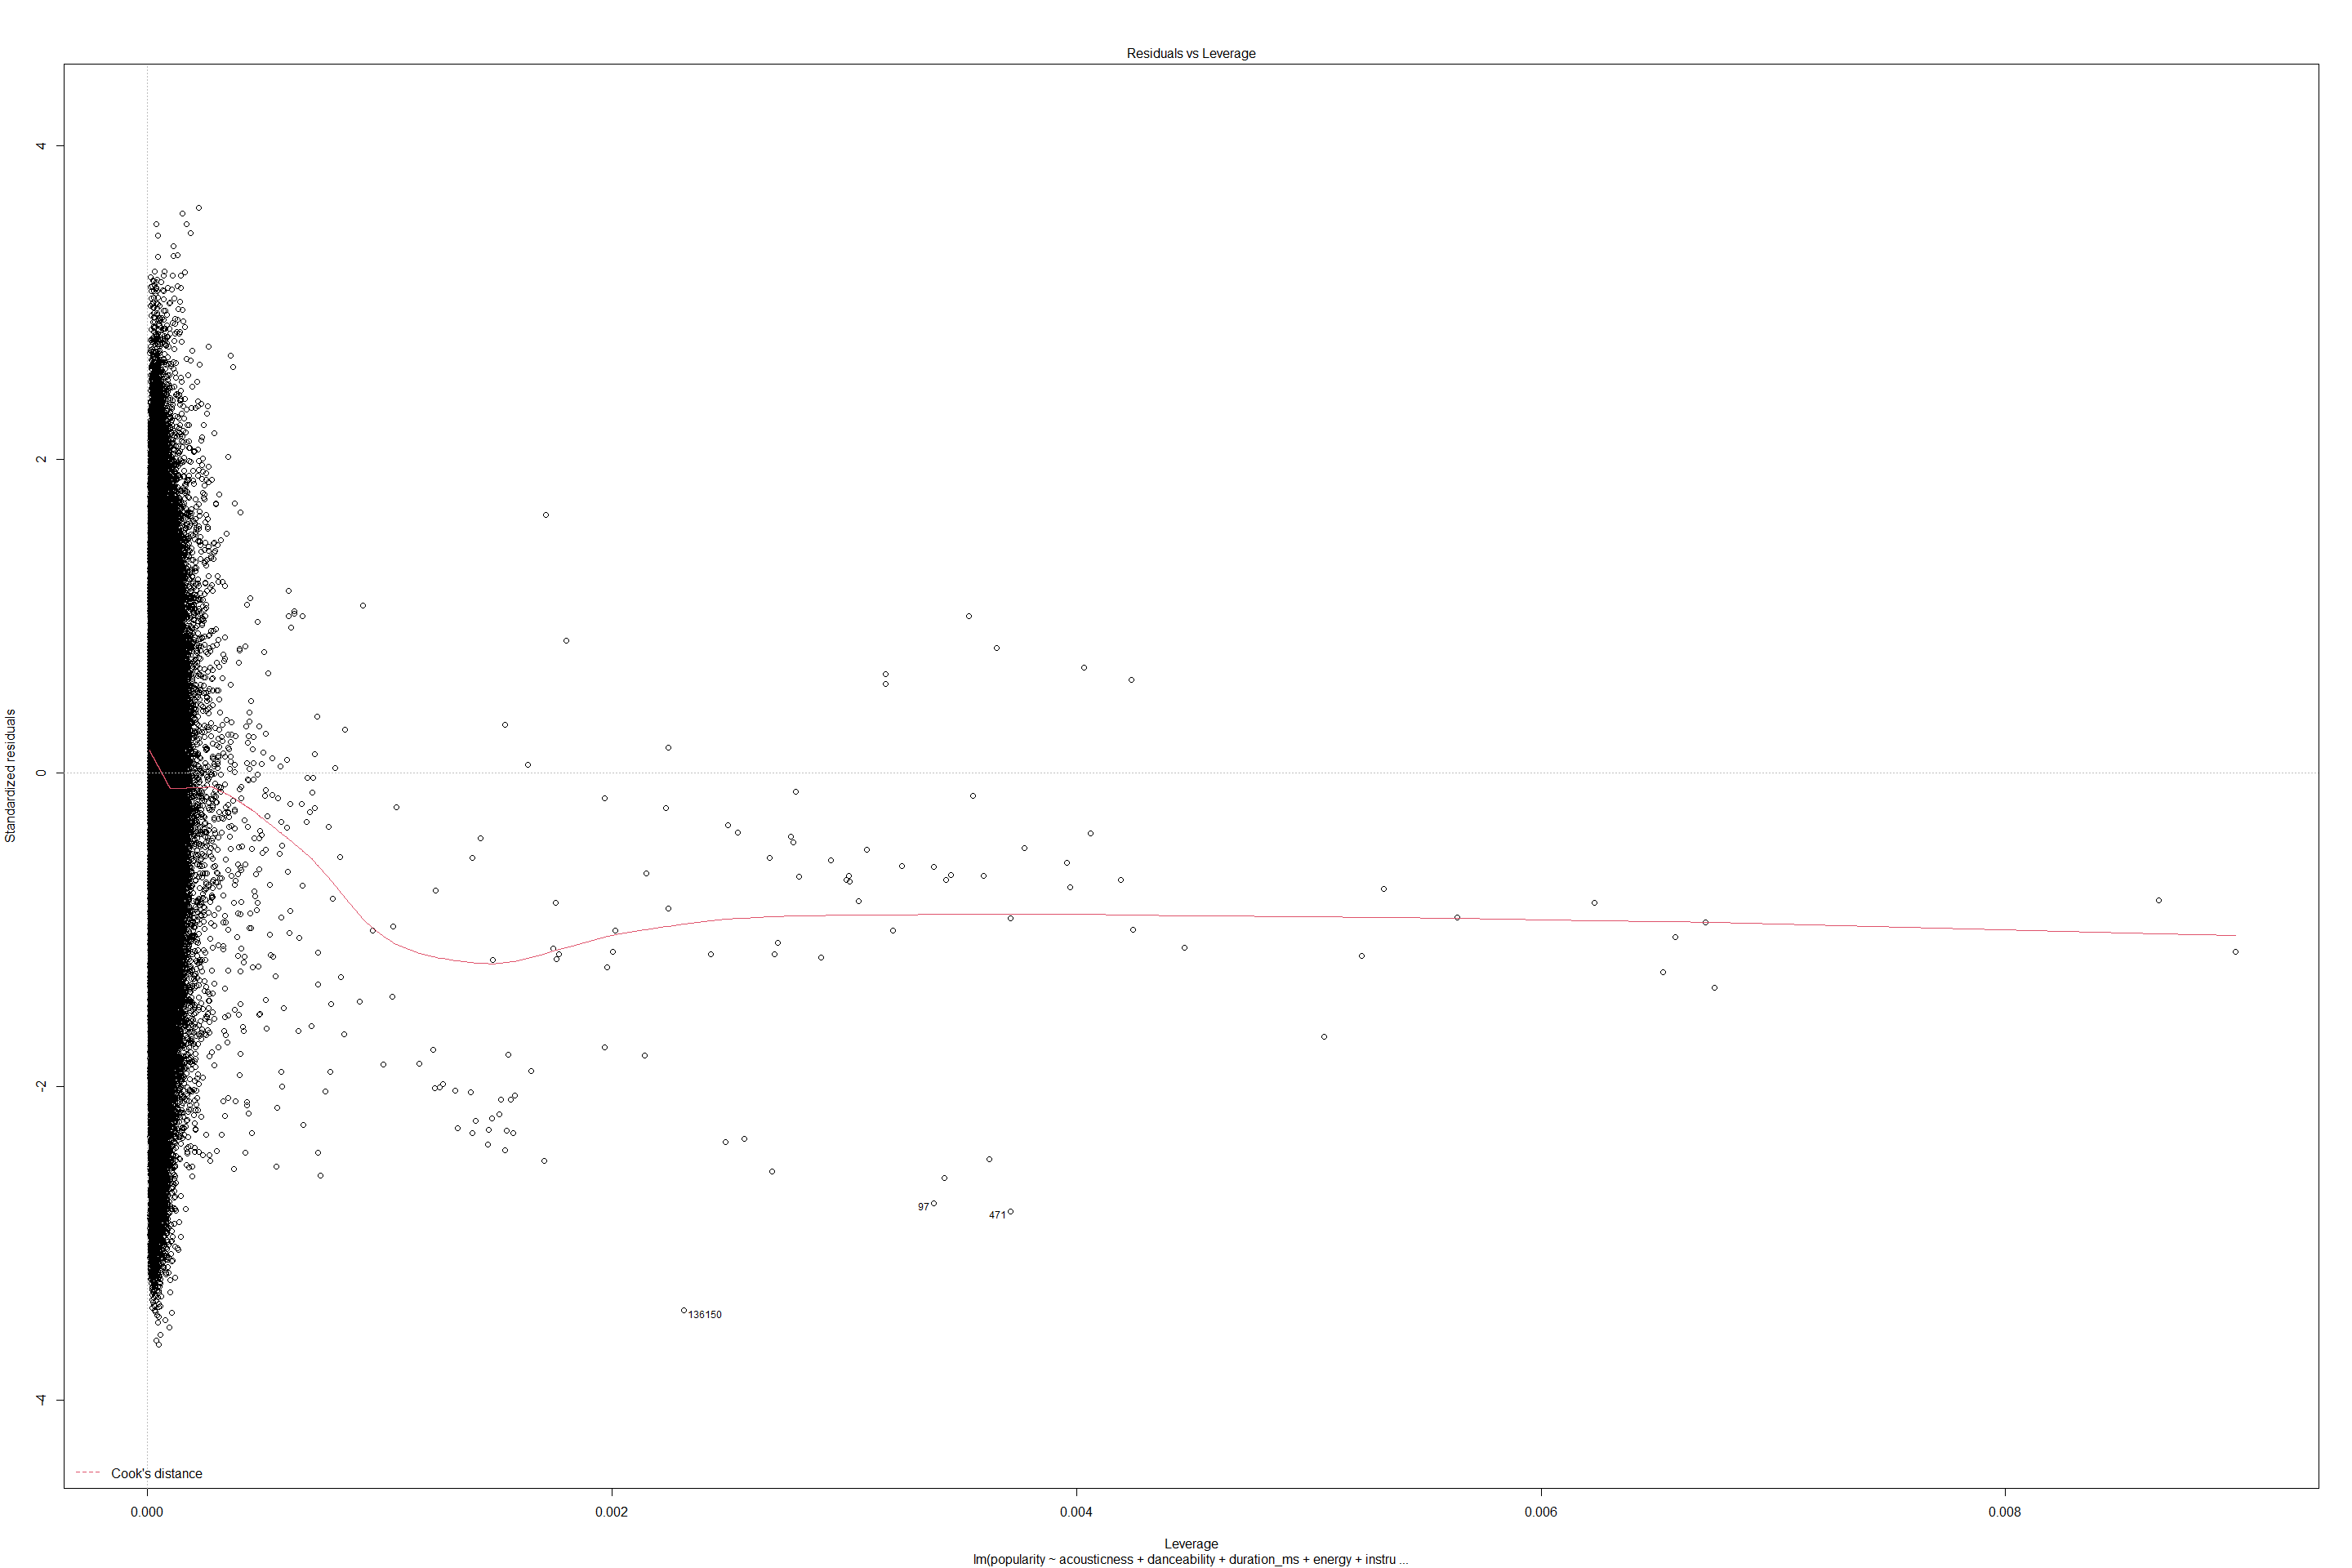 Residuals vs Leverage
Standardized residuals
4
2
0
-2
-4
97
471
136150
Cook's distance
0.000
0.002
0.004
0.006
0.008
Leverage
lm(popularity ~ acousticness + danceability + duration_ms + energy + instru ...